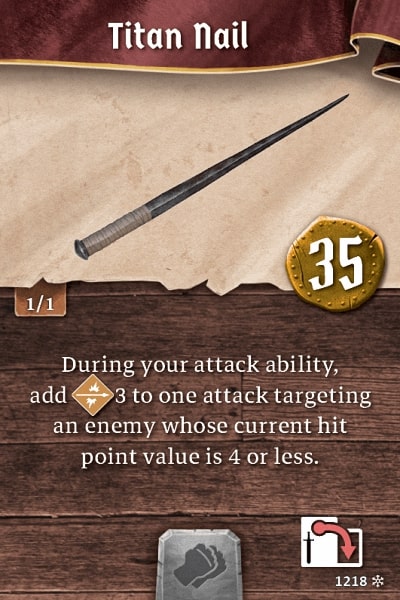 Titan Nail
35
1/1
During your attack ability,
add 3 to one attack targeting
an enemy whose current hit
point value is 4 or less.
1218